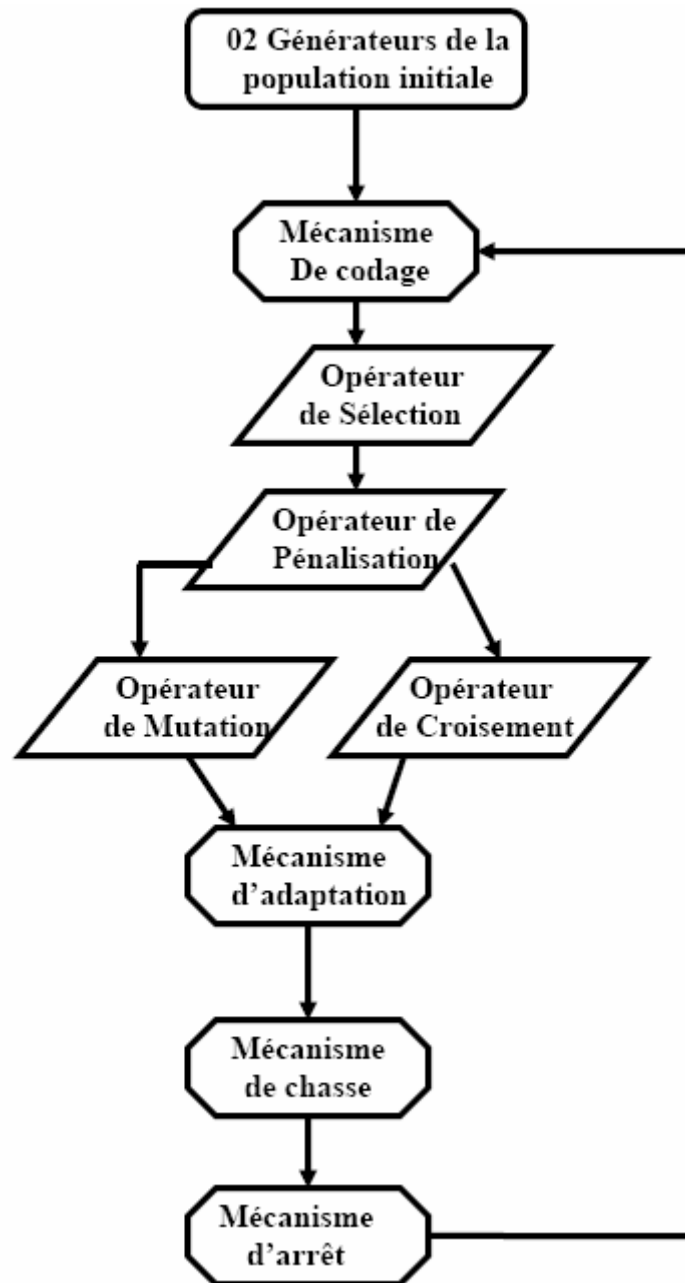 02 Générateurs de la
population initiale
Mécanisme
De codage
Opérateur
de Sélection
Opérateur de
Pénalisation
Opérateur
de Mutation
Opérateur
de Croisement
Mécanisme
d'adaptation
Mécanisme
de chasse
Mécanisme
d'arrêt